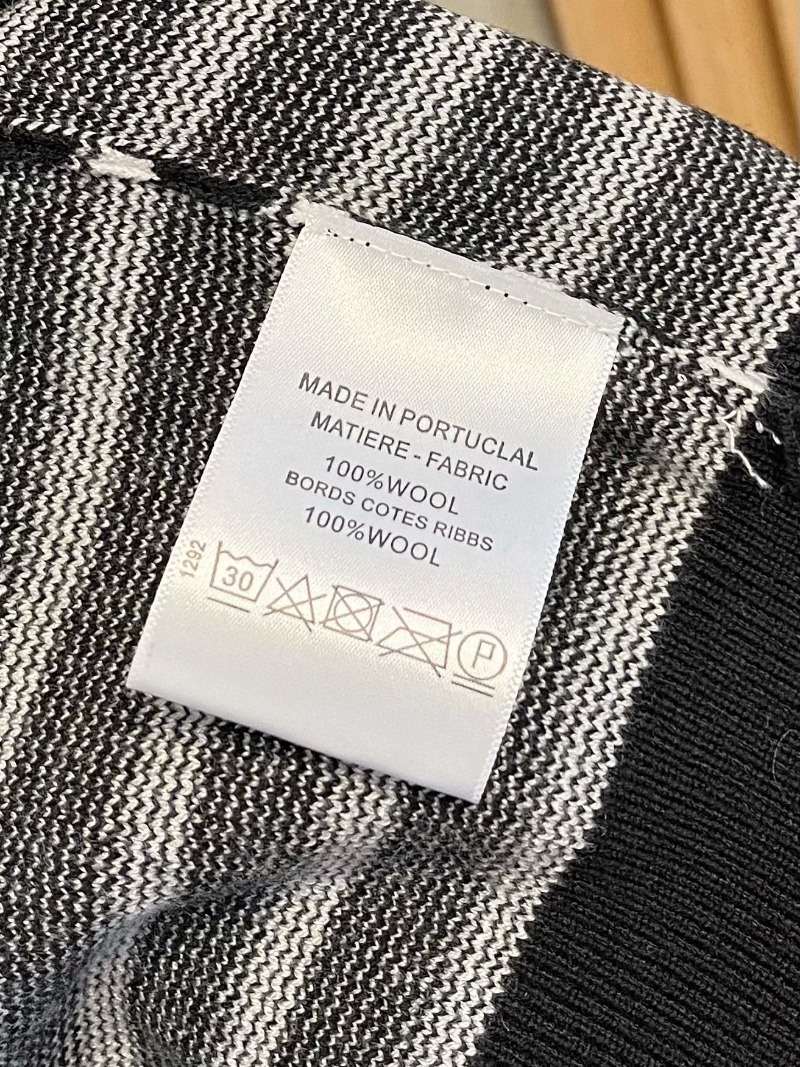 MADE IN PORTUCLAL
MATIERE - FABRIC
100%WOOL
BORDS COTES RIBBS
100%WOOL
1292
30
P